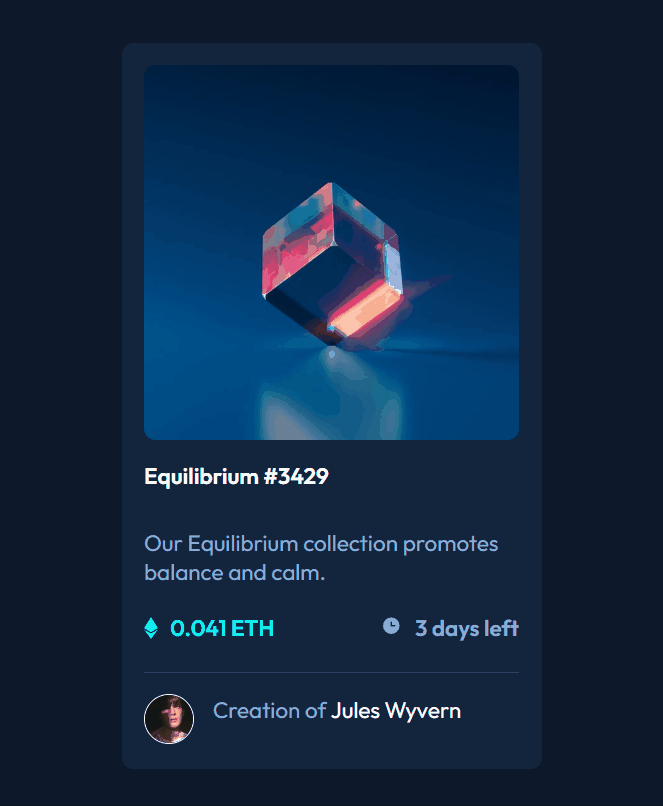 Equilibrium #3429
Our Equilibrium collection promotes
balance and calm.
0.041 ETH
3 days left
Creation of Jules Wyvern